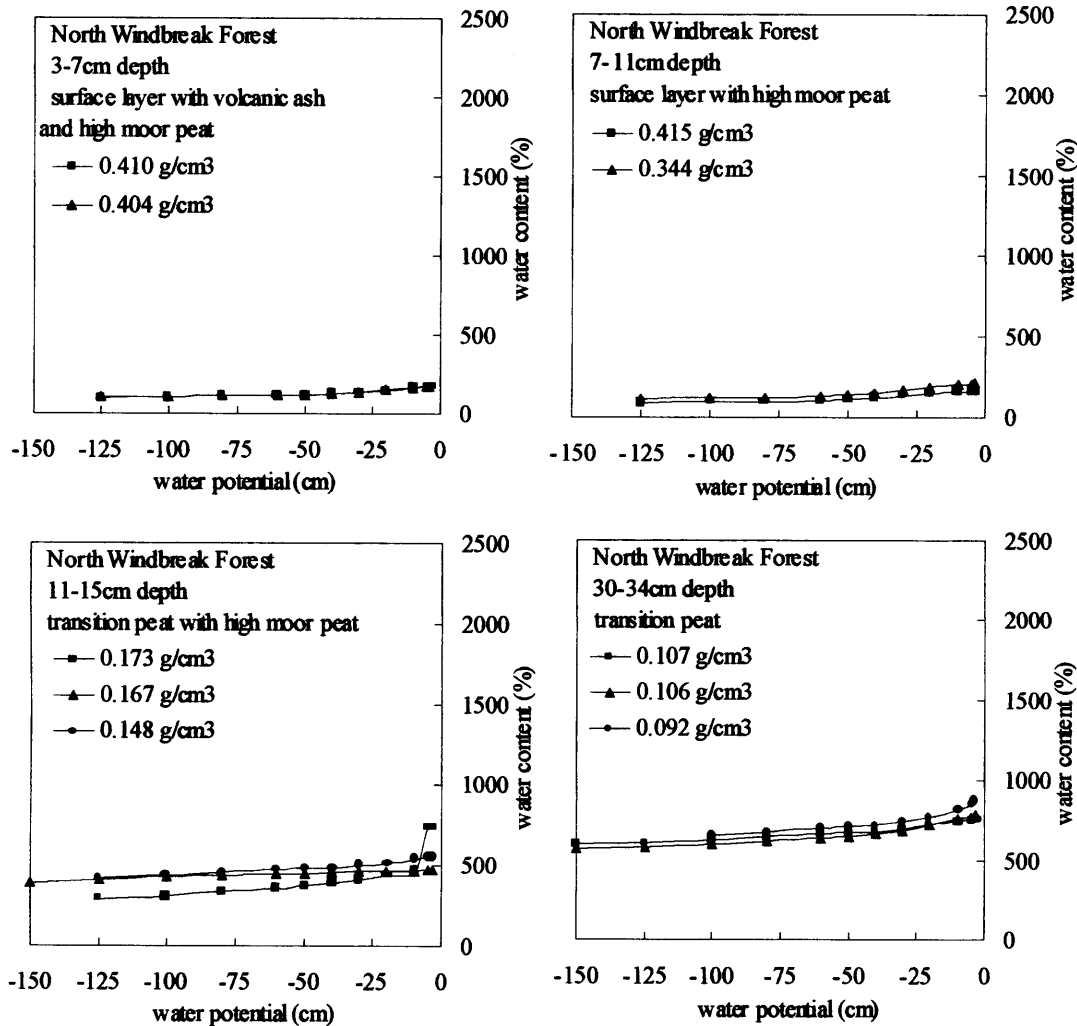 North Windbreak Forest
3-7cm depth
surface layer with volcanic ash
and high moor peat
0.410 g/cm3
0.404 g/cm3
2500
2000
1500
1000
500
0
water content (%)
-150 -125 -100 -75 -50 -25 0
water potential (cm)
North Windbreak Forest
7-11cm depth
surface layer with high moor peat
0.415 g/cm3
0.344 g/cm3
2500
2000
1500
1000
500
0
water content (%)
-150 -125 -100 -75 -50 -25 0
water potential (cm)
North Windbreak Forest
11-15cm depth
transition peat with high moor peat
0.173 g/cm3
0.167 g/cm3
0.148 g/cm3
2500
2000
1500
1000
500
0
water content (%)
-150 -125 -100 -75 -50 -25 0
water potential (cm)
North Windbreak Forest
30-34cm depth
transition peat
0.107 g/cm3
0.106 g/cm3
0.092 g/cm3
2500
2000
1500
1000
500
0
water content (%)
-150 -125 -100 -75 -50 -25 0
water potential (cm)